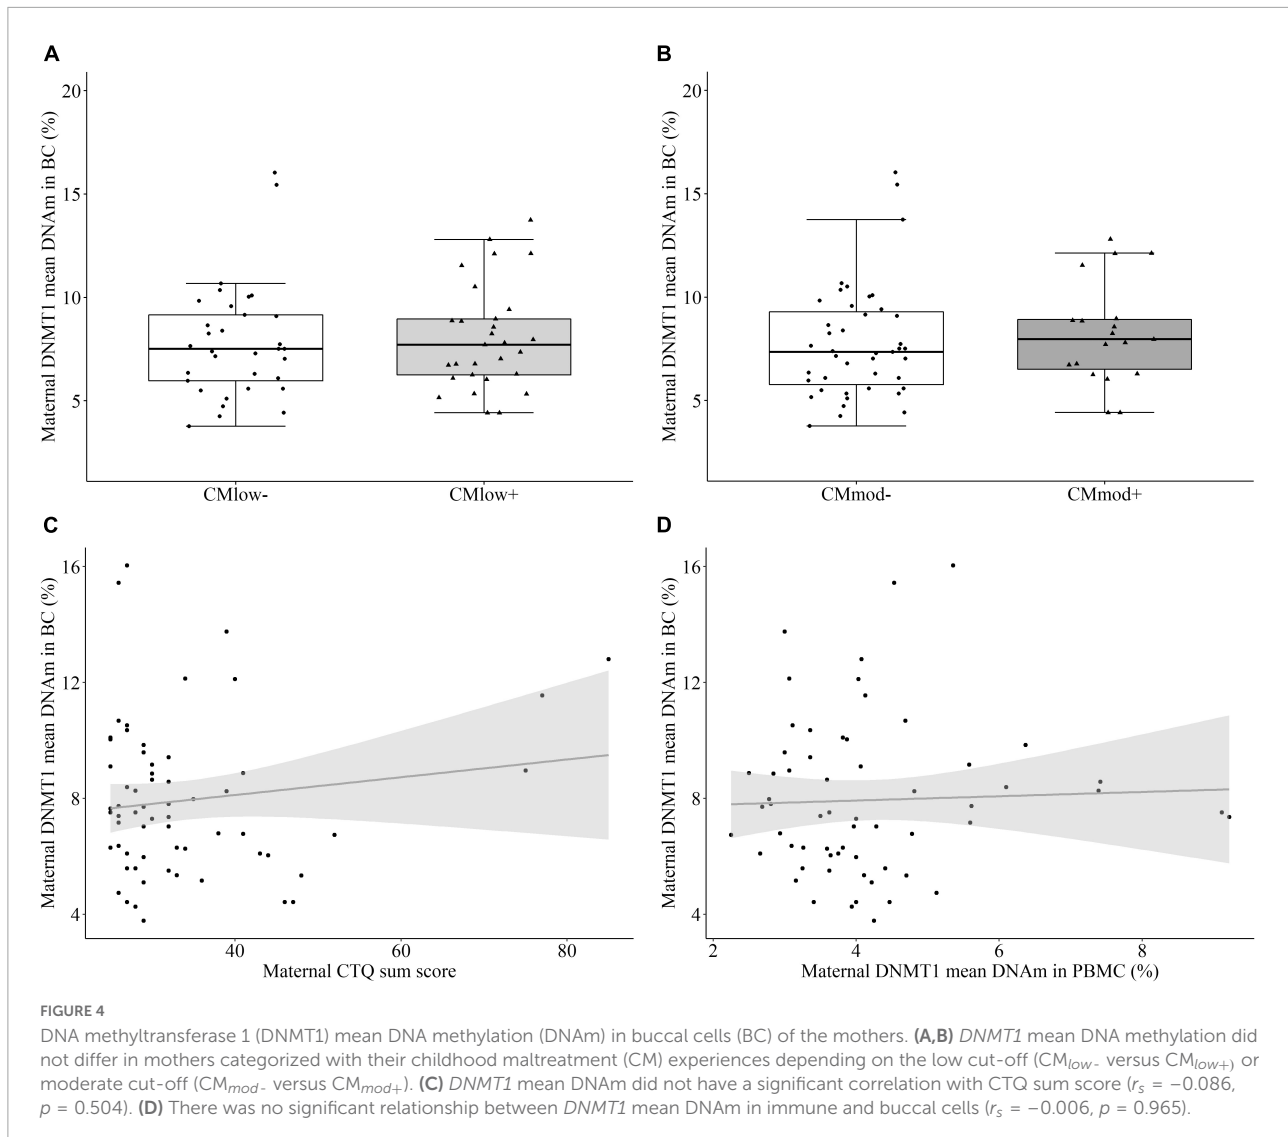 A
B
Maternal DNMT1 mean DNAm in BC (%)
20
15
10
5
CMlow-
CMlow+
Maternal DNMT1 mean DNAm in BC (%)
20
15
10
5
CMmod-
CMmod+
C
D
Maternal DNMT1 mean DNAm in BC (%)
16
12
8
4
40
60
80
Maternal CTQ sum score
Maternal DNMT1 mean DNAm in BC (%)
16
12
8
4
2
4
6
8
Maternal DNMT1 mean DNAm in PBMC (%)
FIGURE 4
DNA methyltransferase 1 (DNMT1) mean DNA methylation (DNAm) in buccal cells (BC) of the mothers. (A,B) DNMT1 mean DNA methylation did
not differ in mothers categorized with their childhood maltreatment (CM) experiences depending on the low cut-off (CMlow- versus CMlow+) or
moderate cut-off (CMmod- versus CMmod+). (C) DNMT1 mean DNAm did not have a significant correlation with CTQ sum score (rs = −0.086,
p = 0.504). (D) There was no significant relationship between DNMT1 mean DNAm in immune and buccal cells (rs = −0.006, p = 0.965).